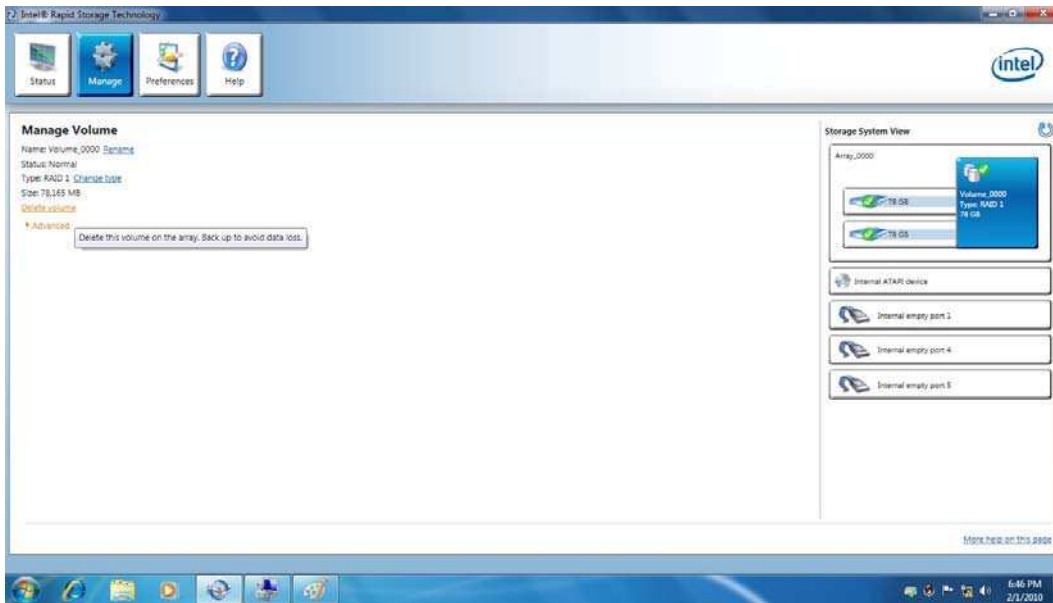 Intel® Rapid Storage Technology
Status
Manage
Preferences
Help
intel
Manage Volume
Name: Volume_0000 Rename
Status: Normal
Type: RAID 1 Change type
Size: 78,165 MB
Delete volume
Advanced
Delete this volume on the array. Back up to avoid data loss.
Storage System View
Array_0000
78 GB
78 GB
Volume_0000
Type: RAID 1
78 GB
Internal ATAPI device
Internal empty port 1
Internal empty port 4
Internal empty port 5
More help on this page
6:46 PM
2/1/2010